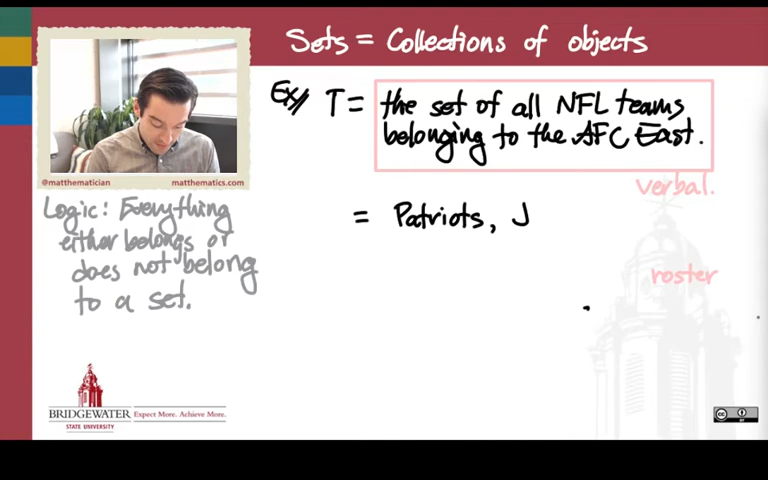 Sets = Collections of objects
Ex/ T = the set of all NFL teams
belonging to the AFC East.
verbal.
= Patriots, J
roster
@matthematician matthematics.com
Logic: Everything
either belongs or
does not belong
to a set.
BRIDGEWATER
STATE UNIVERSITY
Expect More. Achieve More.
cc
BY